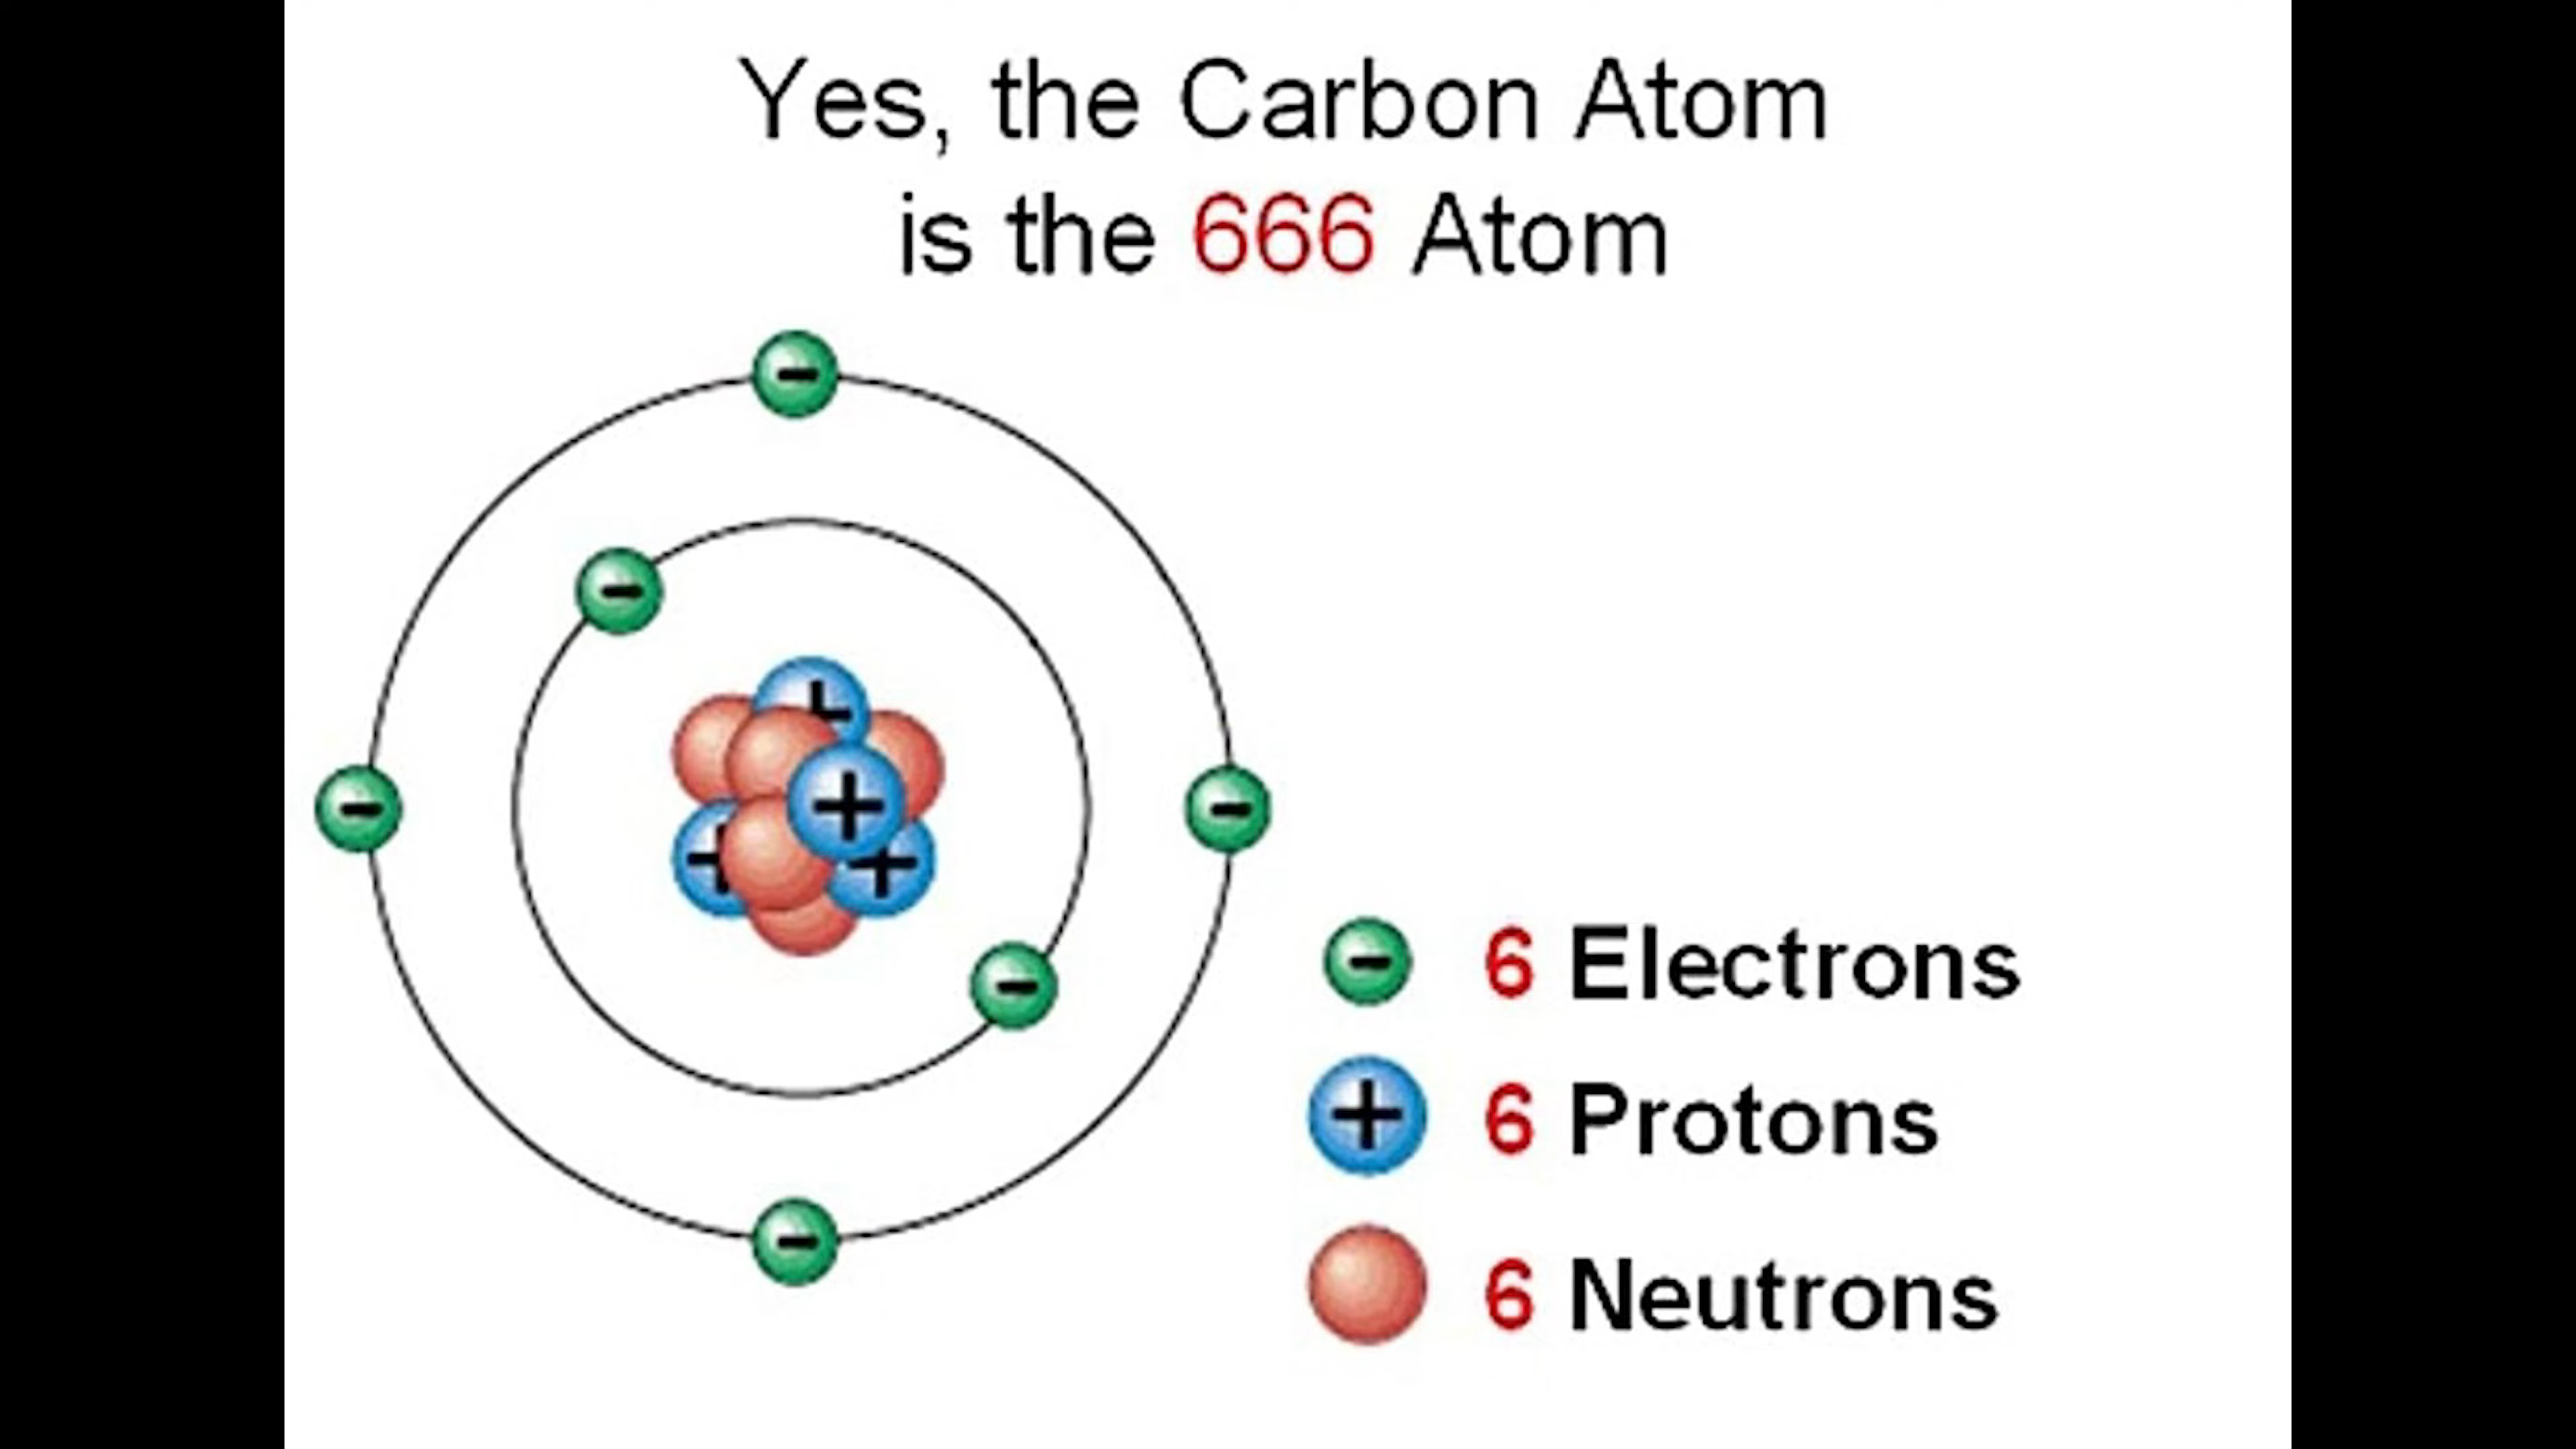 Yes, the Carbon Atom
is the 666 Atom
6 Electrons
6 Protons
6 Neutrons